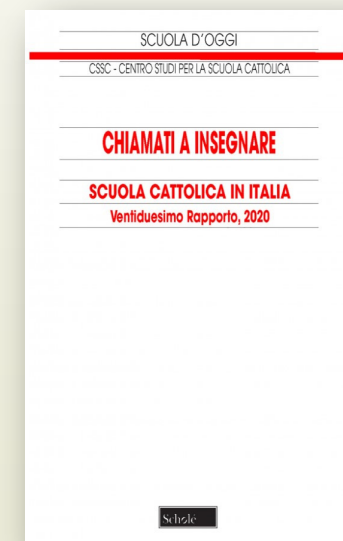 SCUOLA D'OGGI
CSSC - CENTRO STUDI PER LA SCUOLA CATTOLICA
CHIAMATI A INSEGNARE
SCUOLA CATTOLICA IN ITALIA
Ventiduesimo Rapporto, 2020
Scholé